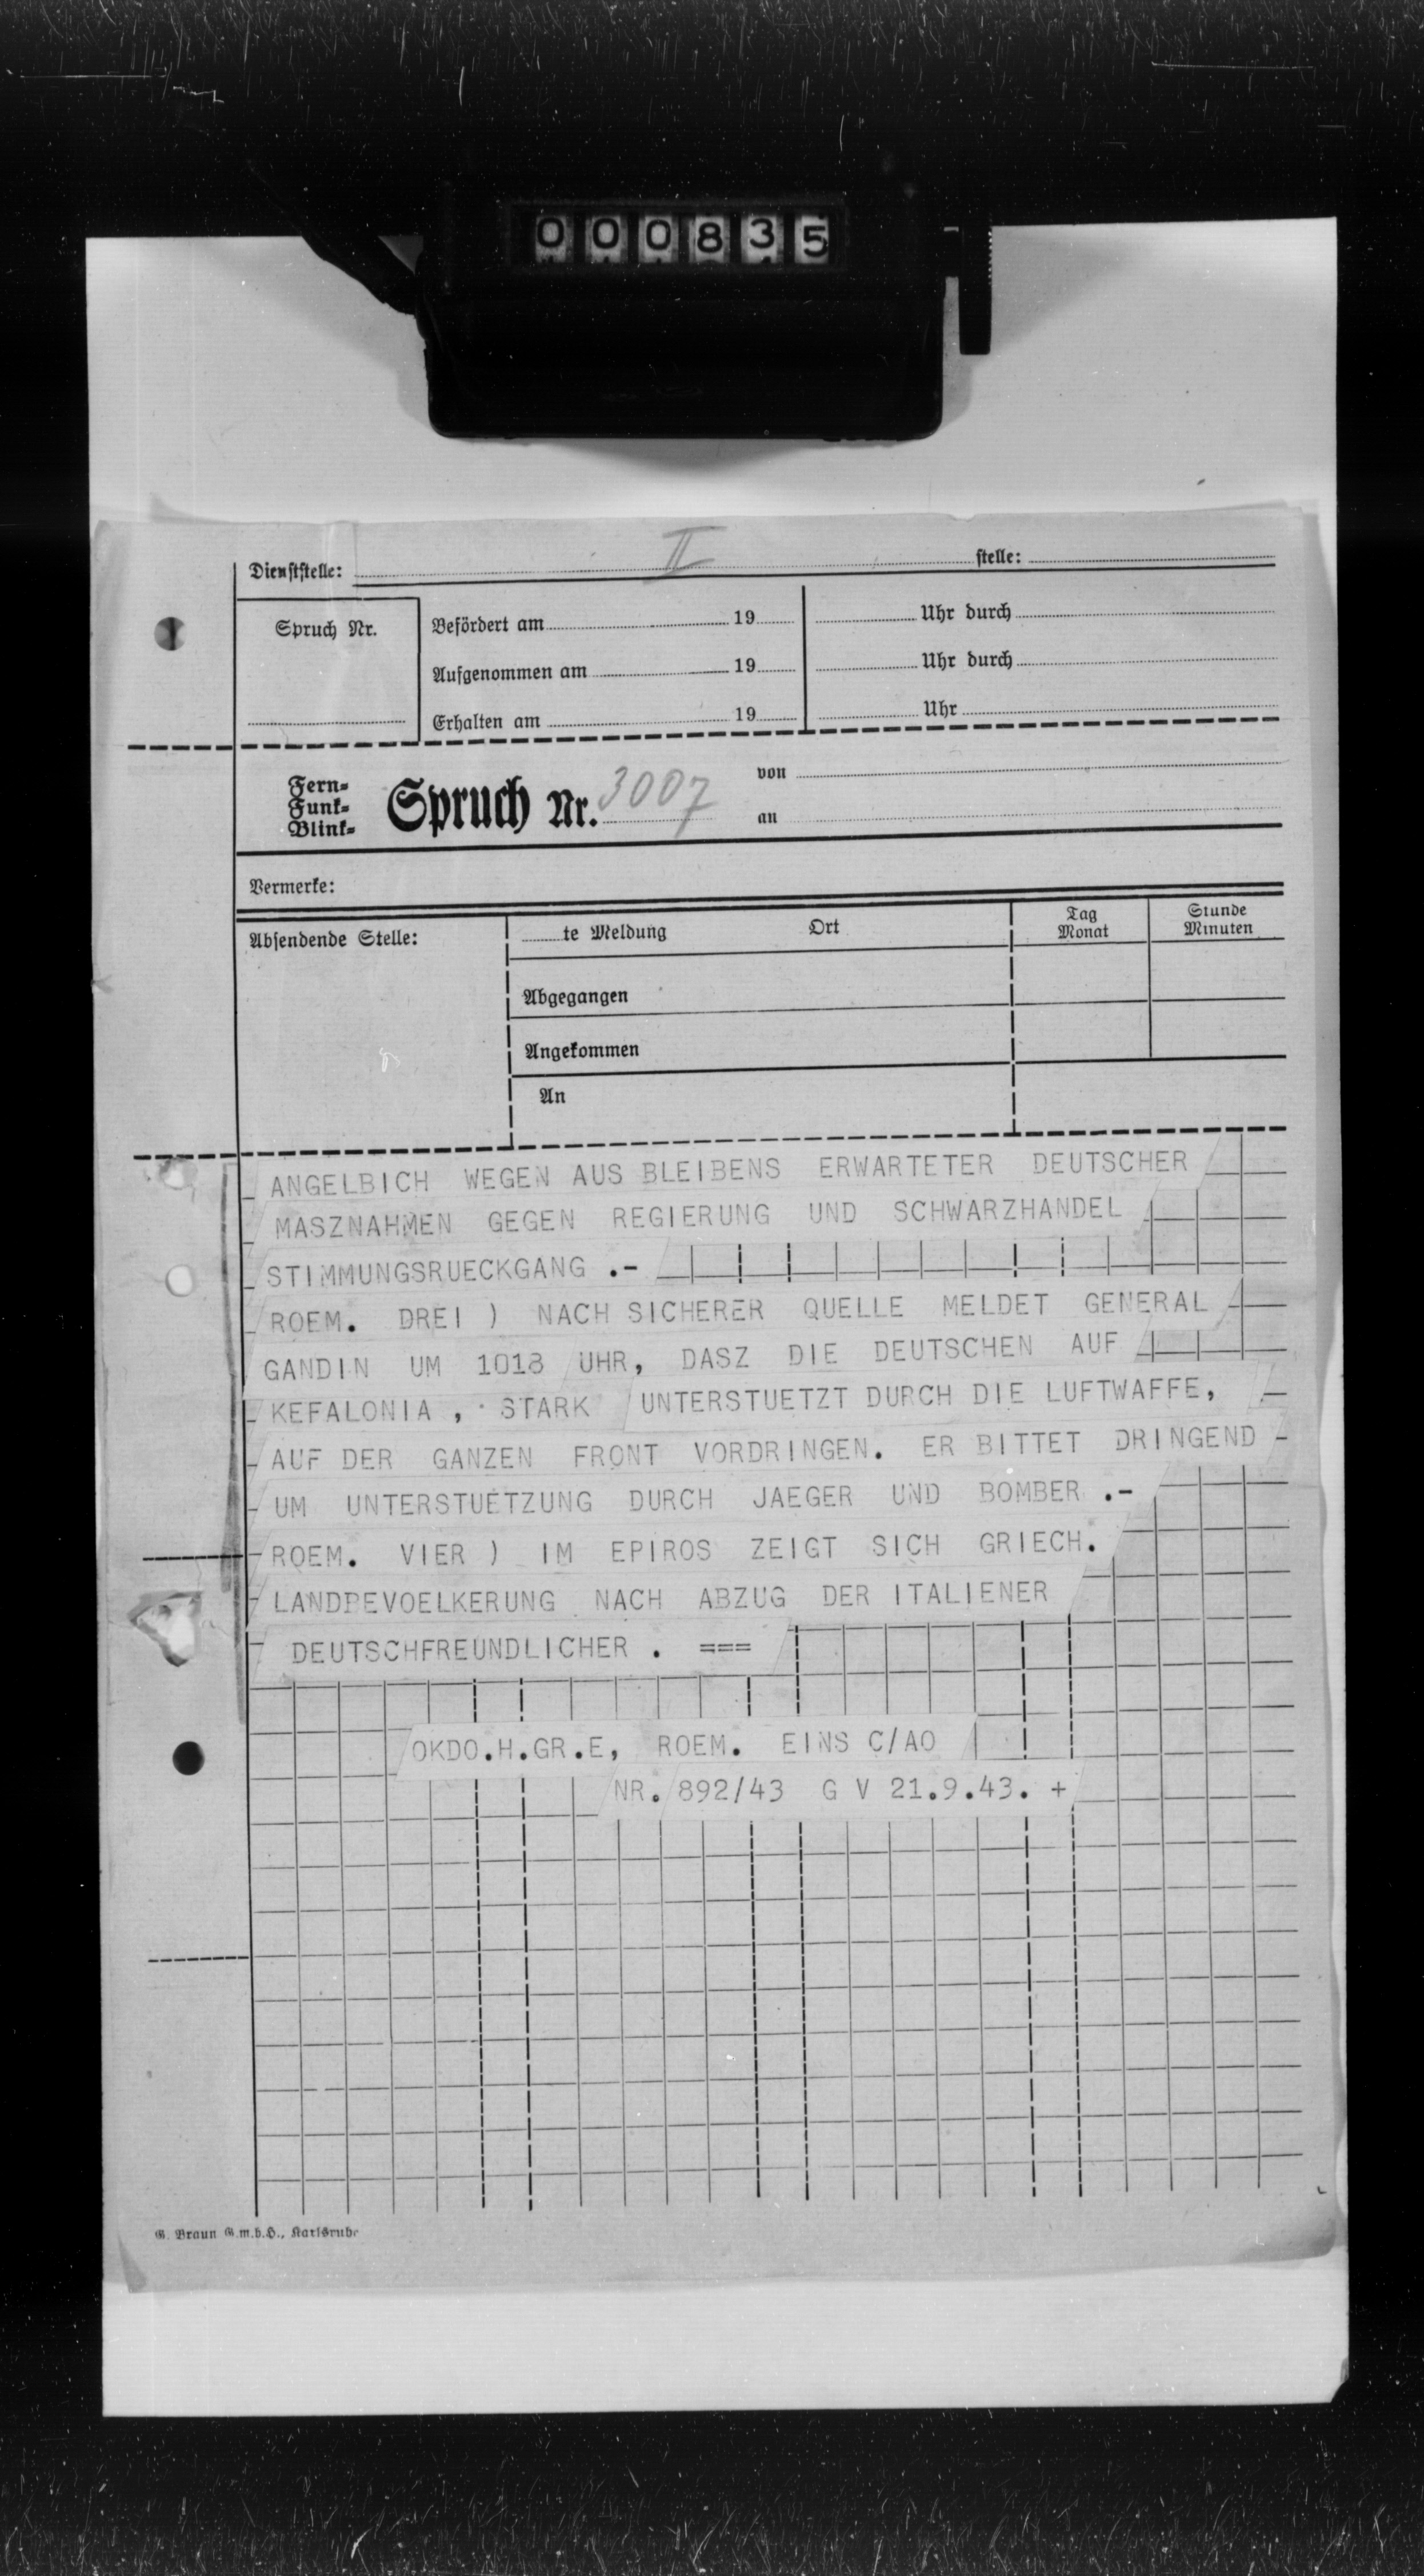 000835
II
Dienststelle: stelle:
Spruch Nr.
Befördert am 19 Uhr durch
Aufgenommen am 19 Uhr durch
Erhalten am 19 Uhr
Fern-
Funk-
Blink-
Spruch Nr. 3007
von
an
Vermerke:
Absendende Stelle:
te Meldung Ort Tag Monat Stunde Minuten
Abgegangen
Angekommen
An
ANGELBICH WEGEN AUS BLEIBENS ERWARTETER DEUTSCHER
MASZNAHMEN GEGEN REGIERUNG UND SCHWARZHANDEL
STIMMUNGSRUECKGANG .-
ROEM. DREI ) NACH SICHERER QUELLE MELDET GENERAL
GANDIN UM 1018 UHR, DASZ DIE DEUTSCHEN AUF
KEFALONIA , STARK UNTERSTUETZT DURCH DIE LUFTWAFFE,
AUF DER GANZEN FRONT VORDRINGEN. ER BITTET DRINGEND
UM UNTERSTUETZUNG DURCH JAEGER UND BOMBER .-
ROEM. VIER ) IM EPIROS ZEIGT SICH GRIECH.
LANDBEVOELKERUNG NACH ABZUG DER ITALIENER
DEUTSCHFREUNDLICHER . ===
OKDO.H.GR.E, ROEM. EINS C/AO
NR. 892/43 G V 21.9.43. +
G. Braun G.m.b.H., Karlsruhe